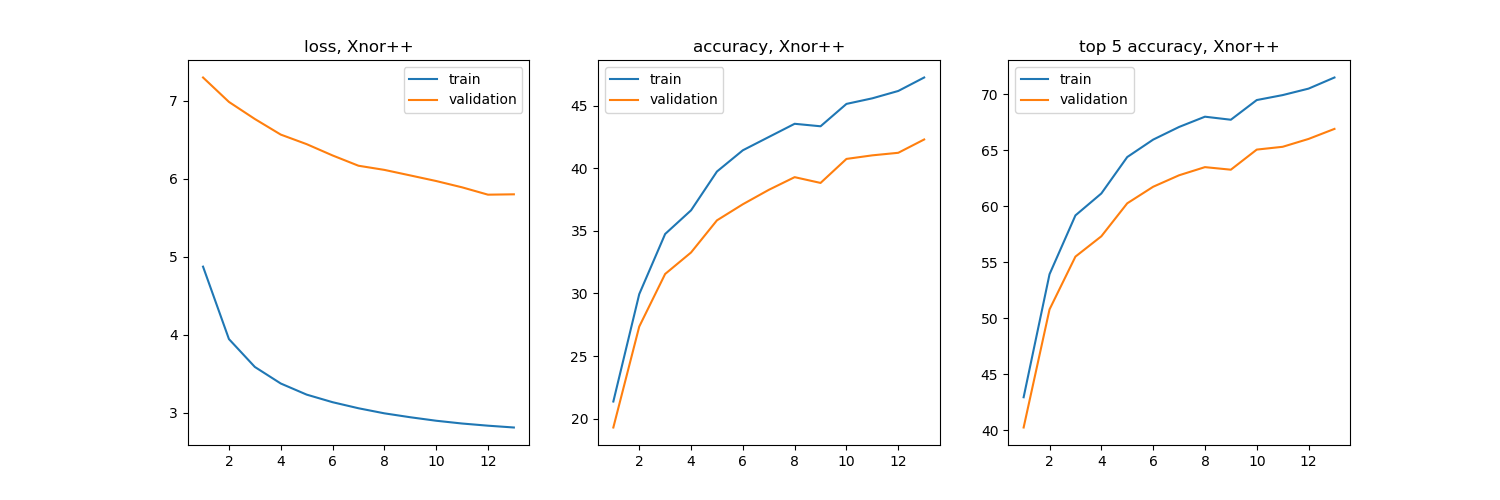 loss, Xnor++
train
validation
7
6
5
4
3
2 4 6 8 10 12
accuracy, Xnor++
train
validation
45
40
35
30
25
20
2 4 6 8 10 12
top 5 accuracy, Xnor++
train
validation
70
65
60
55
50
45
40
2 4 6 8 10 12